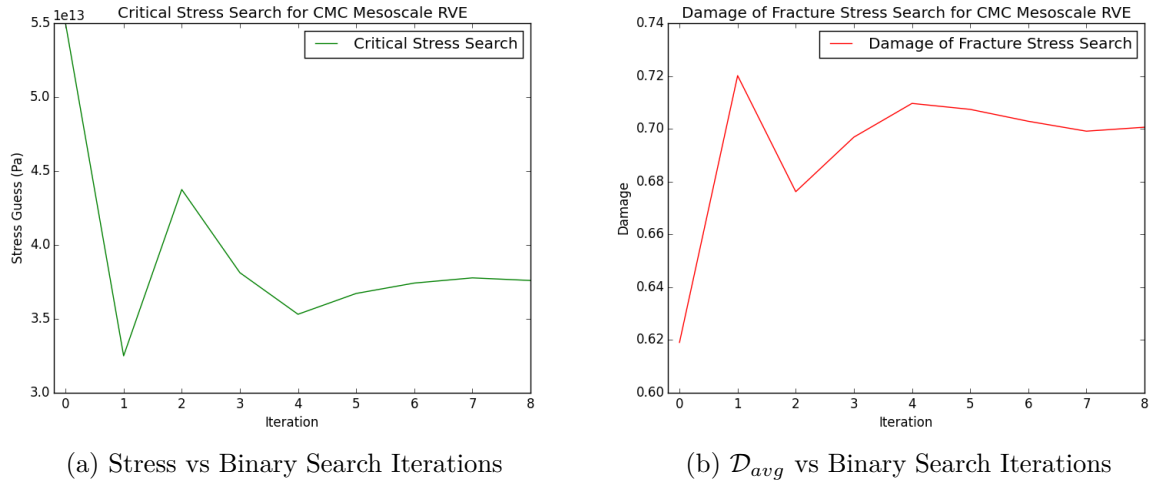 Critical Stress Search for CMC Mesoscale RVE
1e13
5.5
5.0
4.5
4.0
3.5
3.0
Stress Guess (Pa)
Critical Stress Search
0 1 2 3 4 5 6 7 8
Iteration
(a) Stress vs Binary Search Iterations
Damage of Fracture Stress Search for CMC Mesoscale RVE
0.74
0.72
0.70
0.68
0.66
0.64
0.62
0.60
Damage
Damage of Fracture Stress Search
0 1 2 3 4 5 6 7 8
Iteration
(b) 𝒟avg vs Binary Search Iterations